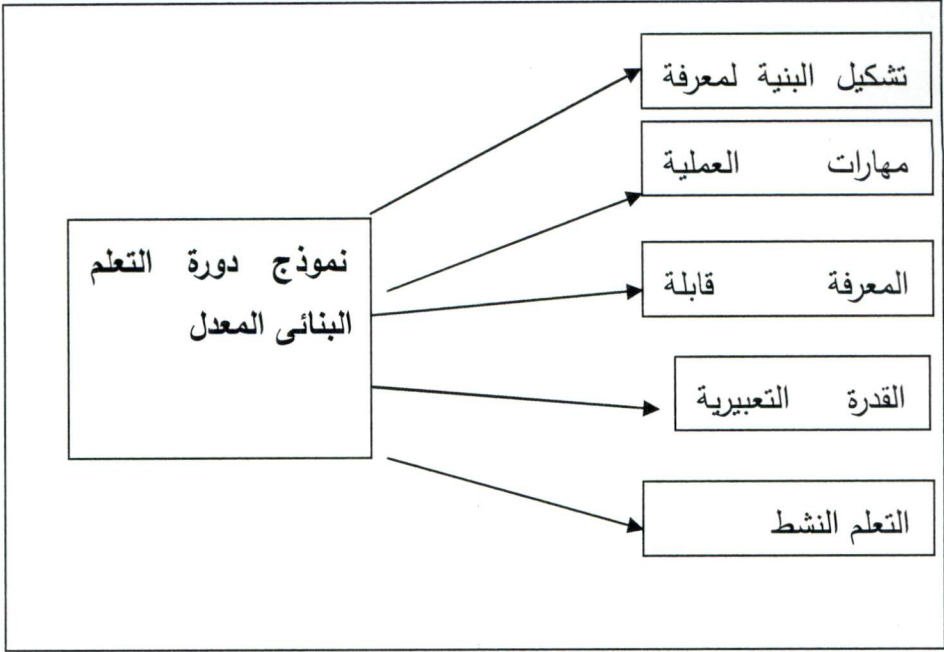 تشكيل البنية لمعرفة
مهارات العملية
نموذج دورة التعلم
البنائى المعدل
المعرفة قابلة
القدرة التعبيرية
التعلم النشط